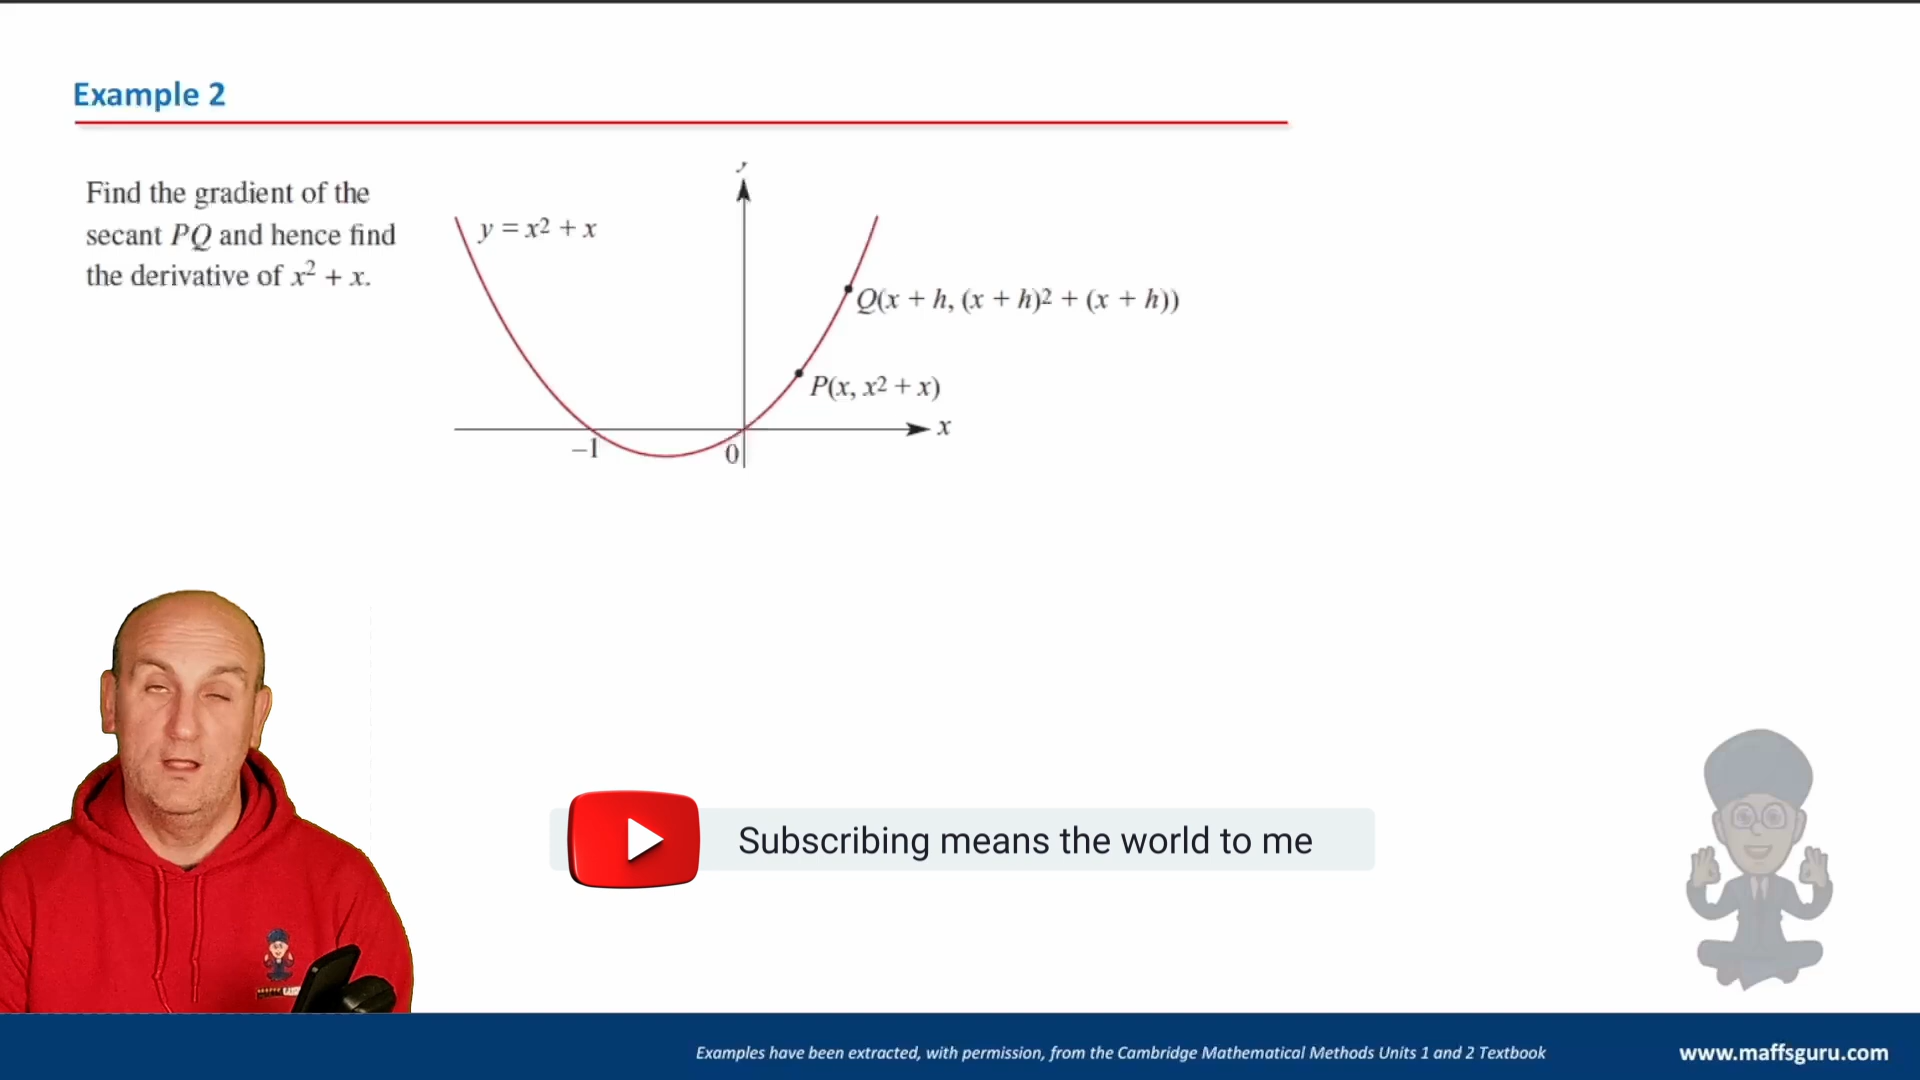 Example 2
Find the gradient of the
secant PQ and hence find
the derivative of x² + x.
y = x2 + x
Q(x + h, (x + h)2 + (x + h))
P(x, x2 + x)
x
−1
0
Subscribing means the world to me
Examples have been extracted, with permission, from the Cambridge Mathematical Methods Units 1 and 2 Textbook
www.maffsguru.com